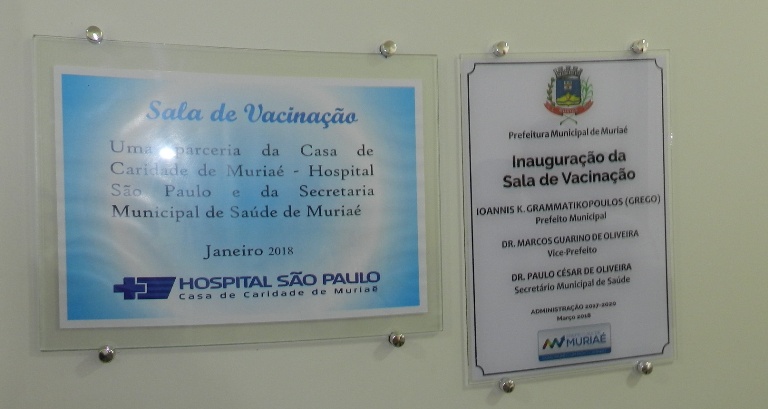 Sala de Vacinação
Uma parceria da Casa de
Caridade de Muriaé - Hospital
São Paulo e da Secretaria
Municipal de Saúde de Muriaé
Janeiro 2018
HOSPITAL SÃO PAULO
Casa de Caridade de Muriaé
Prefeitura Municipal de Muriaé
Inauguração da
Sala de Vacinação
IOANNIS K. GRAMMATIKOPOULOS (GREGO)
Prefeito Municipal
DR. MARCOS GUARINO DE OLIVEIRA
Vice-Prefeito
DR. PAULO CÉSAR DE OLIVEIRA
Secretário Municipal de Saúde
ADMINISTRAÇÃO 2017-2020
Março 2018
MURIAÉ